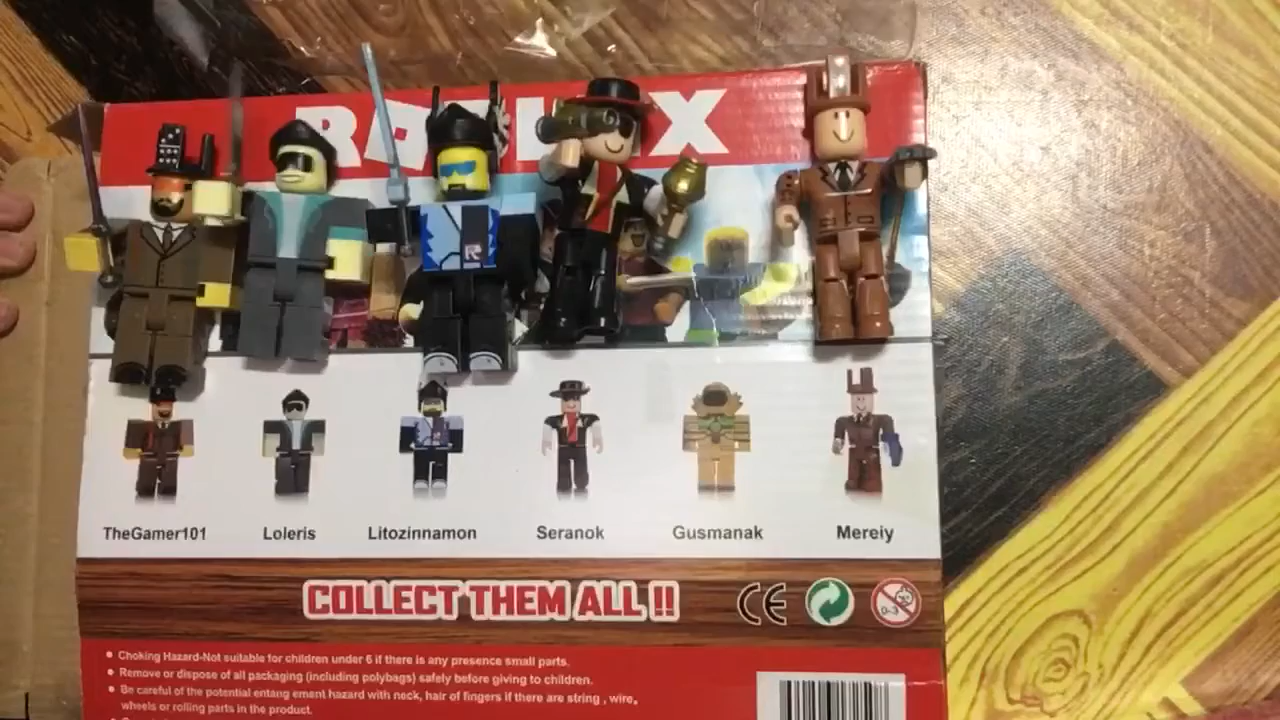 ROBLOX
TheGamer101 Loleris Litozinnamon Seranok Gusmanak Mereiy
COLLECT THEM ALL !! CE 0-3
• Choking Hazard-Not suitable for children under 6 if there is any presence small parts.
• Remove or dispose of all packaging (including polybags) safely before giving to children.
• Be careful of the potential entang ement hazard with neck, hair of fingers if there are string , wire,
wheels or rolling parts in the product.